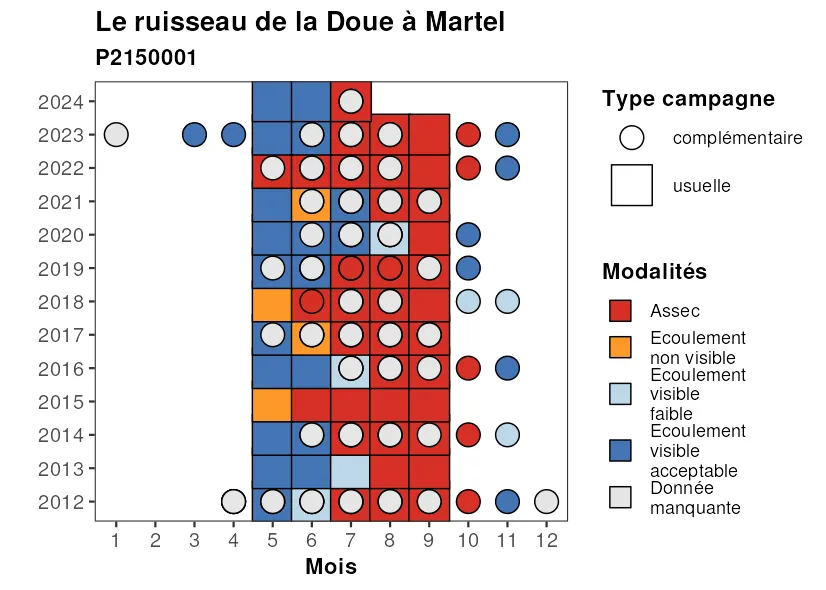 Le ruisseau de la Doue à Martel
P2150001
2024
2023
2022
2021
2020
2019
2018
2017
2016
2015
2014
2013
2012
1 2 3 4 5 6 7 8 9 10 11 12
Mois
Type campagne
complémentaire
usuelle
Modalités
Assec
Ecoulement
non visible
Ecoulement
visible
faible
Ecoulement
visible
acceptable
Donnée
manquante